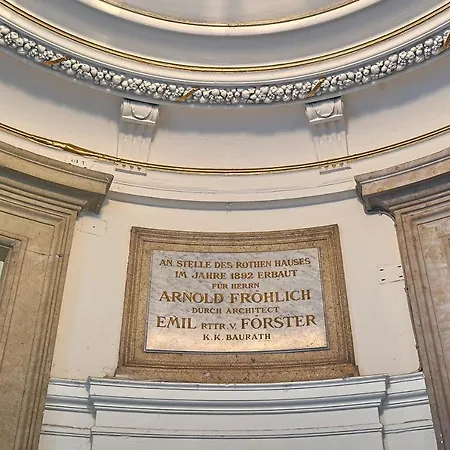 AN STELLE DES ROTHEN HAUSES
IM JAHRE 1892 ERBAUT
FÜR HERRN
ARNOLD FRÖHLICH
DURCH ARCHITECT
EMIL RTTR. V. FÖRSTER
K.K. BAURATH